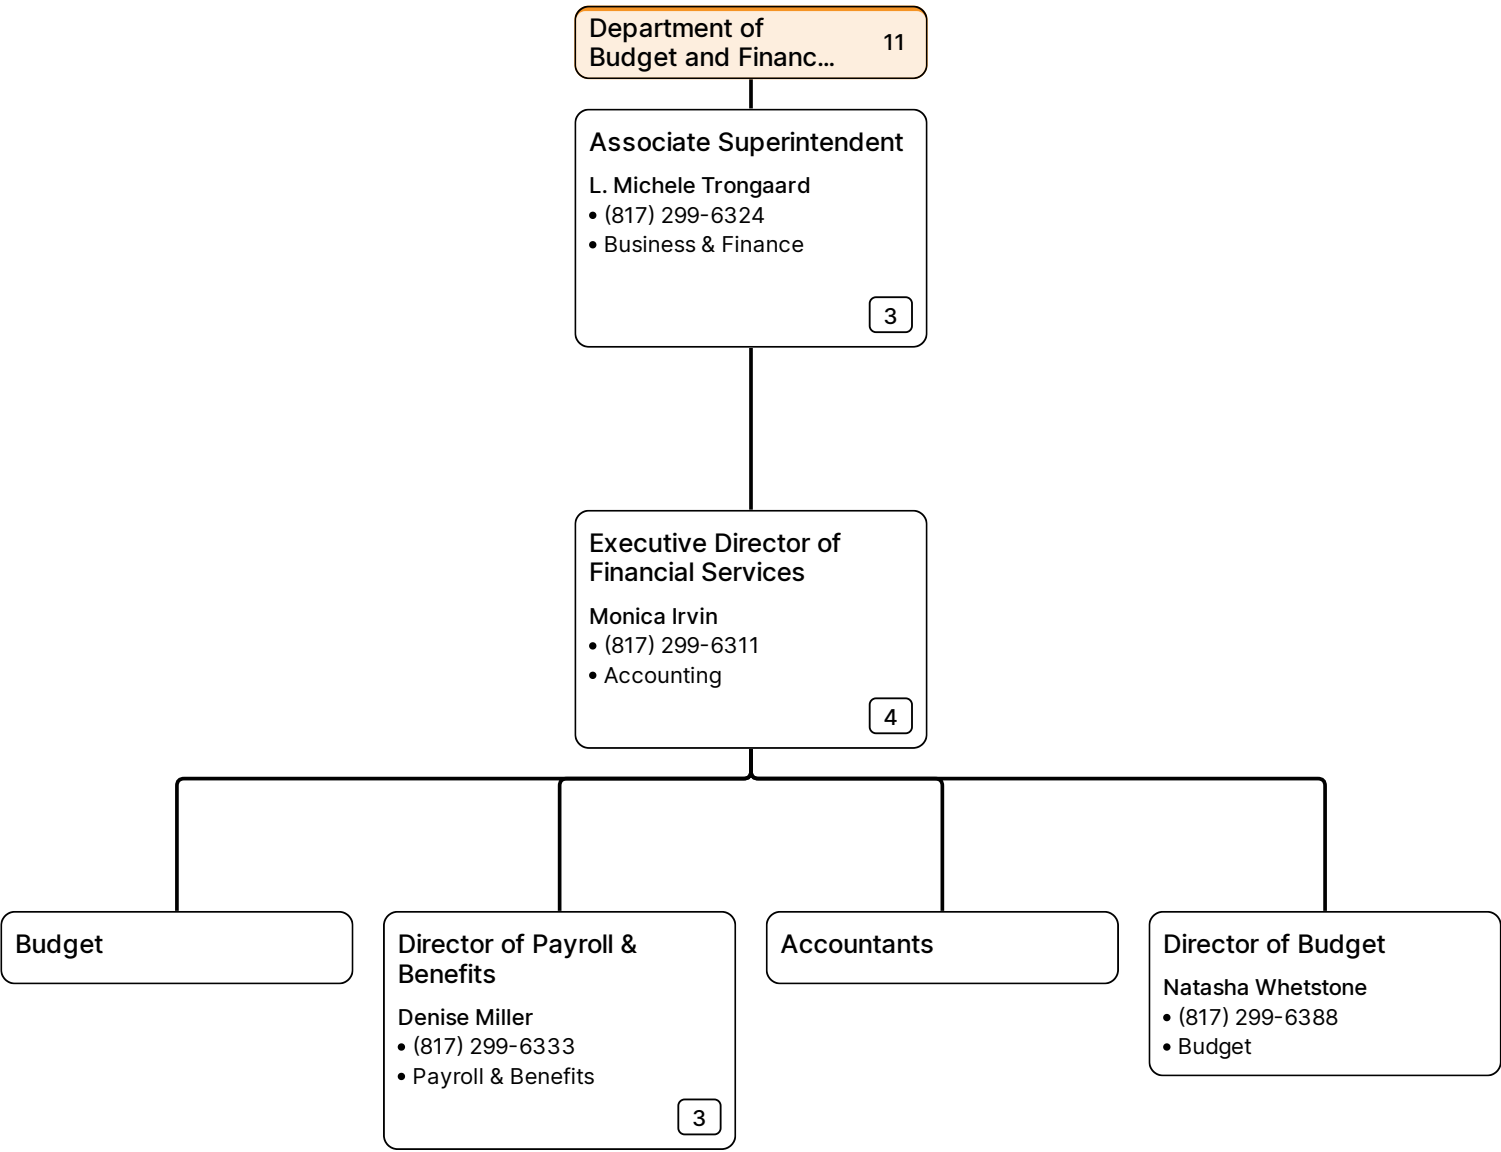 Department of
Budget and Financ...
11
Associate Superintendent
L. Michele Trongaard
• (817) 299-6324
• Business & Finance
3
Executive Director of
Financial Services
Monica Irvin
• (817) 299-6311
• Accounting
4
Budget
Director of Payroll &
Benefits
Denise Miller
• (817) 299-6333
• Payroll & Benefits
3
Accountants
Director of Budget
Natasha Whetstone
• (817) 299-6388
• Budget